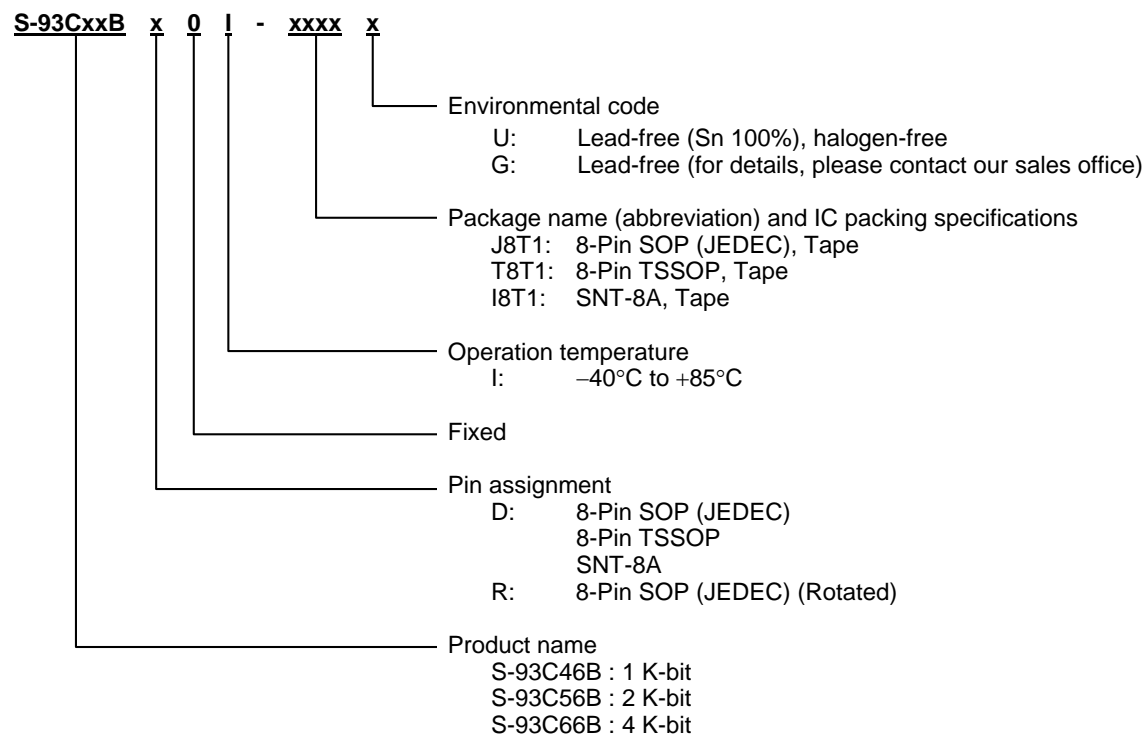 S-93CxxB x 0 I - xxxx x
Environmental code
U: Lead-free (Sn 100%), halogen-free
G: Lead-free (for details, please contact our sales office)
Package name (abbreviation) and IC packing specifications
J8T1: 8-Pin SOP (JEDEC), Tape
T8T1: 8-Pin TSSOP, Tape
I8T1: SNT-8A, Tape
Operation temperature
I: −40°C to +85°C
Fixed
Pin assignment
D: 8-Pin SOP (JEDEC)
8-Pin TSSOP
SNT-8A
R: 8-Pin SOP (JEDEC) (Rotated)
Product name
S-93C46B : 1 K-bit
S-93C56B : 2 K-bit
S-93C66B : 4 K-bit